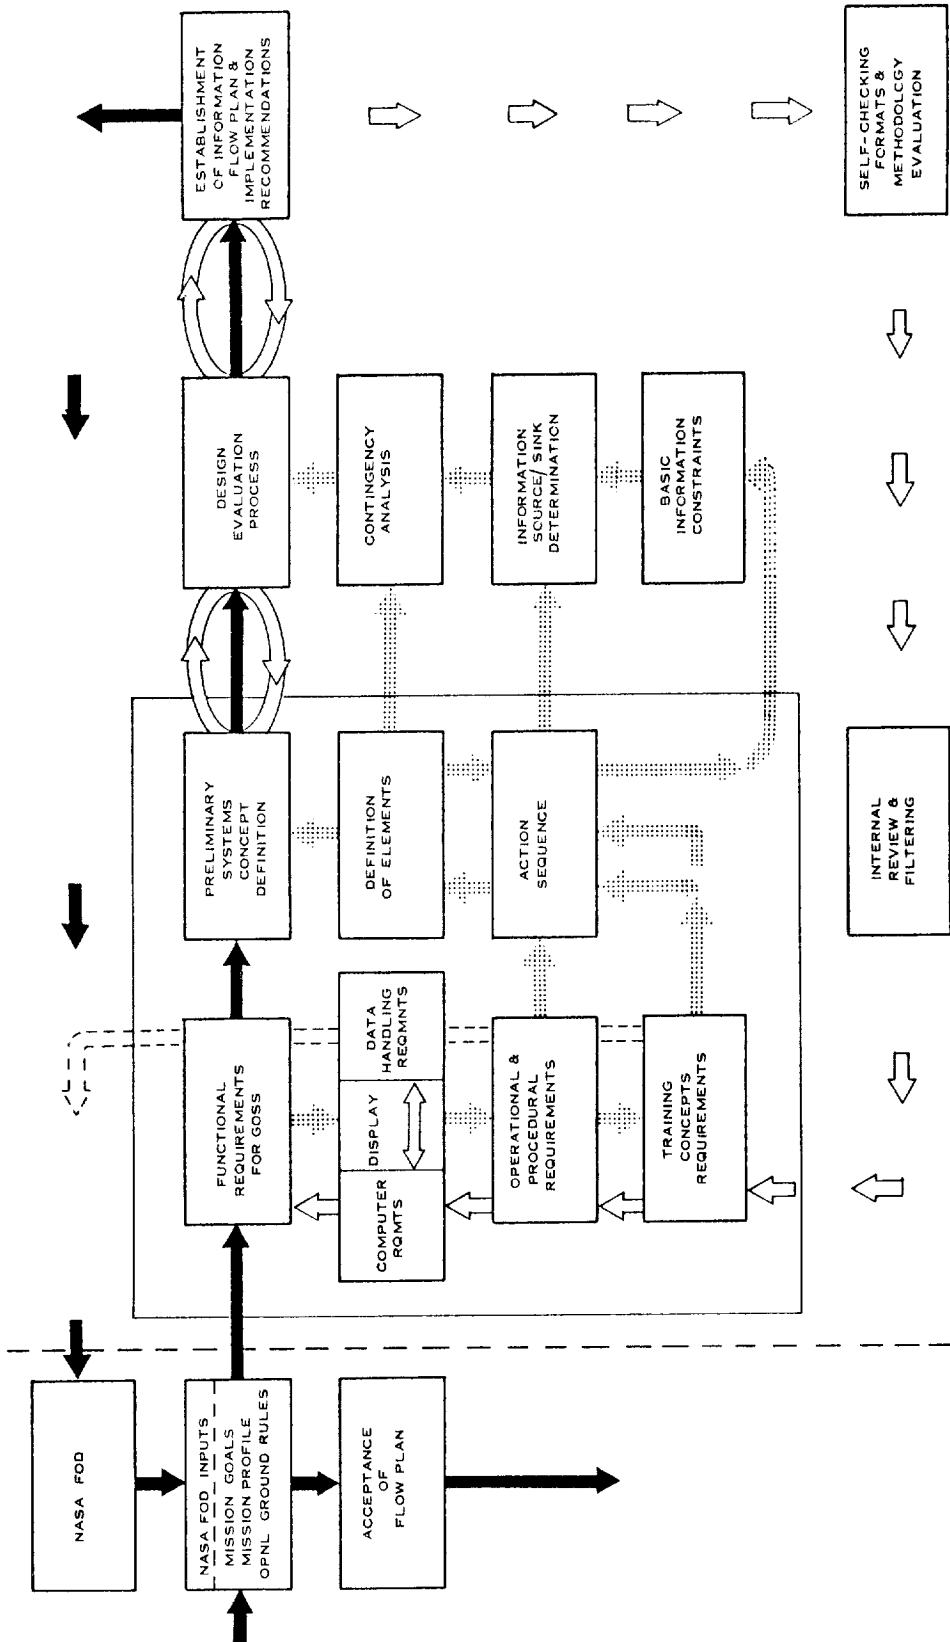 NASA FOD
NASA FOD INPUTS
MISSION GOALS
MISSION PROFILE
OPNL GROUND RULES
ACCEPTANCE
OF
FLOW PLAN
FUNCTIONAL
REQUIREMENTS
FOR GOSS
COMPUTER
RQMTS
DISPLAY
DATA
HANDLING
REQMNTS
OPERATIONAL &
PROCEDURAL
REQUIREMENTS
TRAINING
CONCEPTS
REQUIREMENTS
PRELIMINARY
SYSTEMS
CONCEPT
DEFINITION
DEFINITION
OF ELEMENTS
ACTION
SEQUENCE
INTERNAL
REVIEW &
FILTERING
DESIGN
EVALUATION
PROCESS
CONTINGENCY
ANALYSIS
INFORMATION
SOURCE/ SINK
DETERMINATION
BASIC
INFORMATION
CONSTRAINTS
ESTABLISHMENT
OF INFORMATION
FLOW PLAN &
IMPLEMENTATION
RECOMMENDATIONS
SELF-CHECKING
FORMATS &
METHODOLOGY
EVALUATION